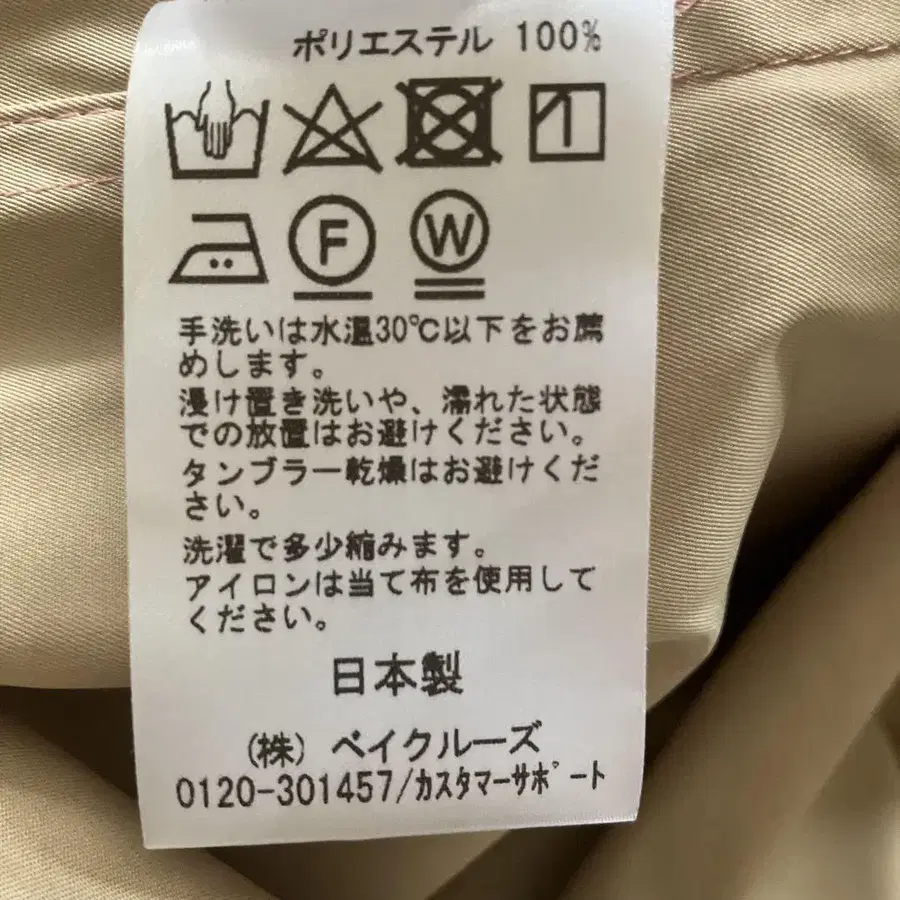 ポリエステル 100%
F W
手洗いは水温30℃以下をお薦
めします。
浸け置き洗いや、濡れた状態
での放置はお避けください。
タンブラー乾燥はお避けくだ
さい。
洗濯で多少縮みます。
アイロンは当て布を使用して
ください。
日本製
(株) ベイクルーズ
0120-301457/カスタマーサポート